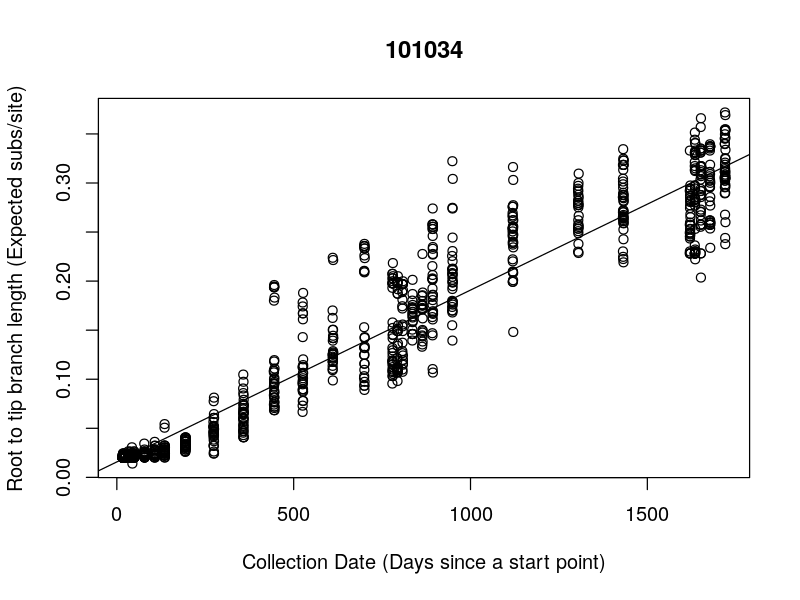 101034
Root to tip branch length (Expected subs/site)
0.30
0.20
0.10
0.00
0 500 1000 1500
Collection Date (Days since a start point)